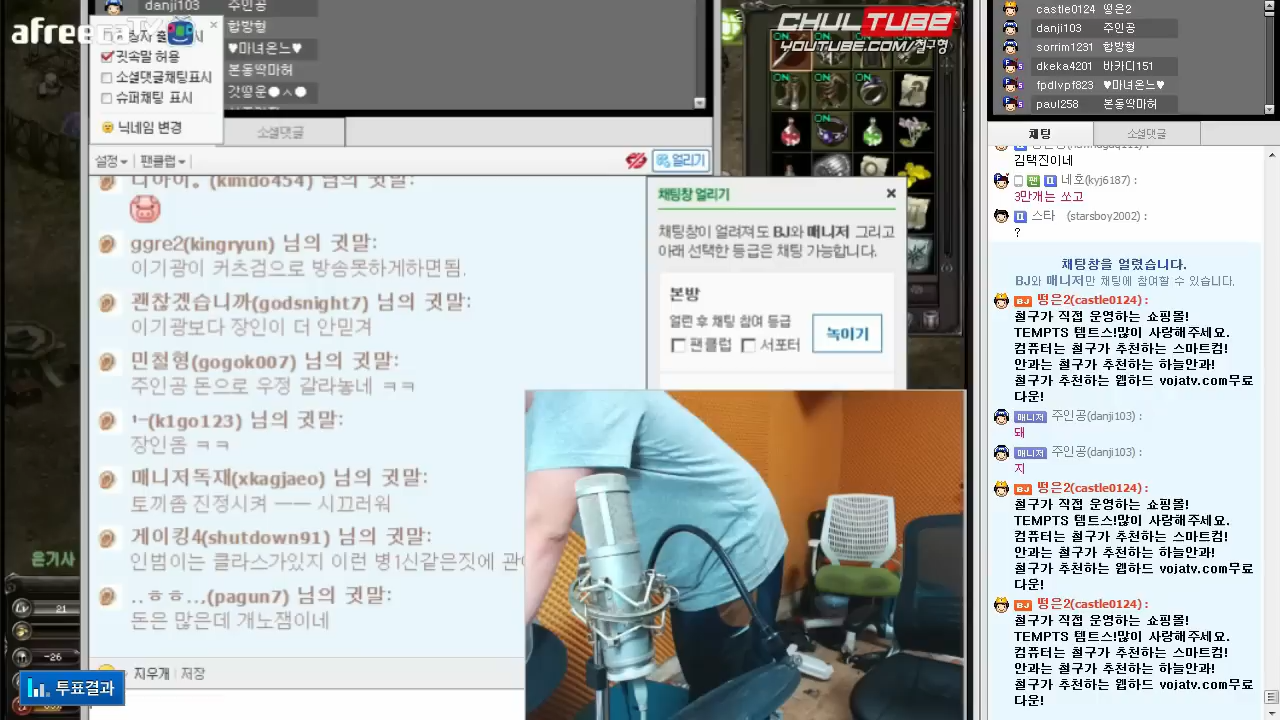 afreecaTV
귓속말 허용
소셜댓글채팅표시
슈퍼채팅 표시
닉네임 변경
danji103 주인공
합방형
♥마녀온느♥
본동딱마허
갓떵운●ㅅ●
소셜댓글
설정 팬클럽
얼리기
님의 귓말:
ggre2(kingryun) 님의 귓말:
이기광이 커츠검으로 방송못하게하면됨.
괜찮겠습니까(godsnight7) 님의 귓말:
이기광보다 장인이 더 안믿겨
민철형(gogok007) 님의 귓말:
주인공 돈으로 우정 갈라놓네 ㅋㅋ
(k1go123) 님의 귓말:
장인옴 ㅋㅋ
매니져독재(xkagjaeo) 님의 귓말:
토끼좀 진정시켜 ㅡㅡ 시끄러워
게이킹4(shutdown91) 님의 귓말:
인범이는 클라스가있지 이런 병1신같은짓에 관
..ㅎㅎ...(pagun7) 님의 귓말:
돈은 많은데 개노잼이네
지우개 저장
채팅창 얼리기
채팅창이 얼려져도 BJ와 매니저 그리고
아래 선택한 등급은 채팅 가능합니다.
본방
얼린 후 채팅 참여 등급
팬클럽 서포터
녹이기
CHULTUBE
YOUTUBE.COM/철구형
ON
ON
ON
ON
ON
은기사
Lv 21
-26
투표결과
castle0124 떵은2
danji103 주인공
합방형
dkeka4201 바카디151
fpdlvpf823 ♥마녀온느♥
paul258 본동딱마허
채팅 소셜댓글
김택진이네
팬 네호(kyj6187) :
3만개는 쏘고
스타 (starsboy2002) :
?
채팅창을 얼렸습니다.
BJ와 매니저만 채팅에 참여할 수 있습니다.
BJ 떵은2(castle0124) :
철구가 직접 운영하는 쇼핑몰!
TEMPTS 템트스!많이 사랑해주세요.
컴퓨터는 철구가 추천하는 스마트컴!
안과는 철구가 추천하는 하늘안과!
철구가 추천하는 웹하드 vojatv.com무료
다운!
매니저 주인공(danji103) :
돼
매니저 주인공(danji103) :
지
BJ 떵은2(castle0124) :
철구가 직접 운영하는 쇼핑몰!
TEMPTS 템트스!많이 사랑해주세요.
컴퓨터는 철구가 추천하는 스마트컴!
안과는 철구가 추천하는 하늘안과!
철구가 추천하는 웹하드 vojatv.com무료
다운!
BJ 떵은2(castle0124) :
철구가 직접 운영하는 쇼핑몰!
TEMPTS 템트스!많이 사랑해주세요.
컴퓨터는 철구가 추천하는 스마트컴!
안과는 철구가 추천하는 하늘안과!
철구가 추천하는 웹하드 vojatv.com무료
다운!